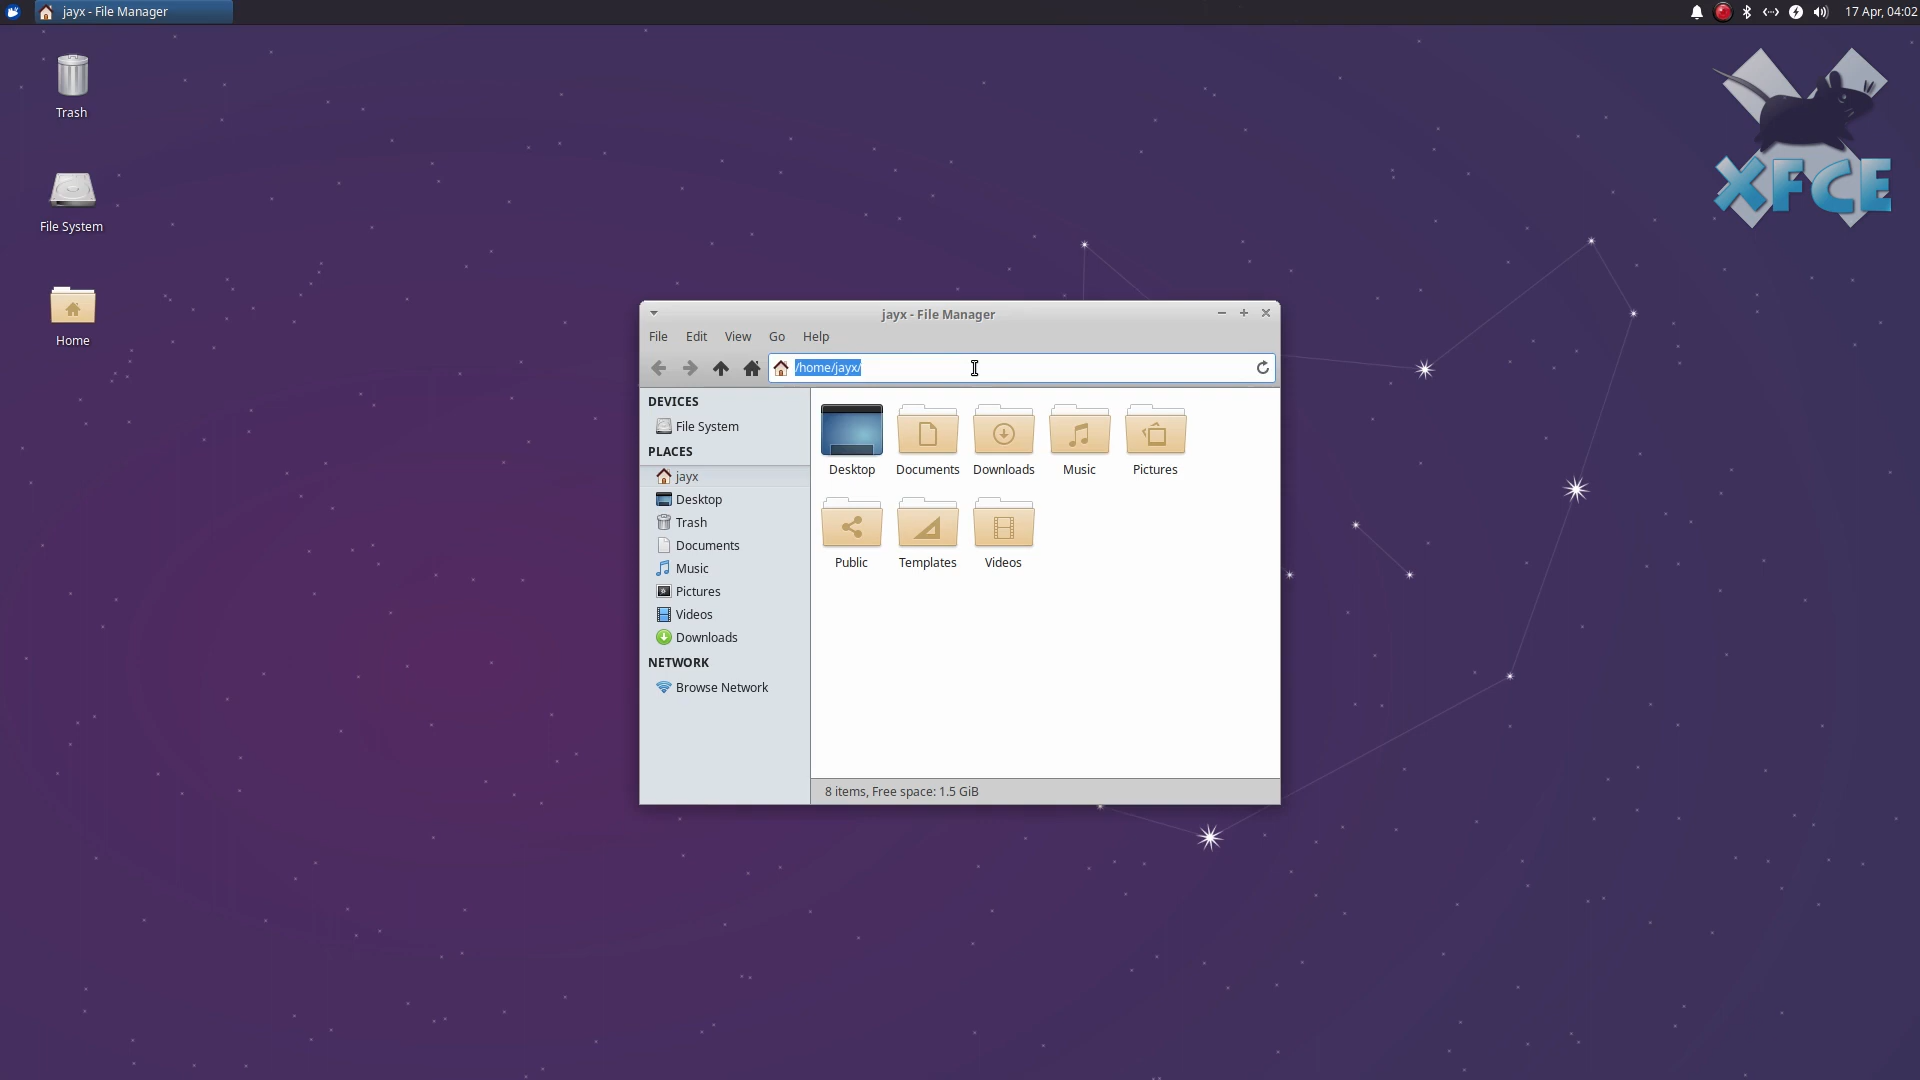 jayx - File Manager
17 Apr, 04:02
Trash
File System
Home
XFCE
jayx - File Manager
File Edit View Go Help
/home/jayx/
DEVICES
File System
PLACES
jayx
Desktop
Trash
Documents
Music
Pictures
Videos
Downloads
NETWORK
Browse Network
Desktop Documents Downloads Music Pictures
Public Templates Videos
8 items, Free space: 1.5 GiB